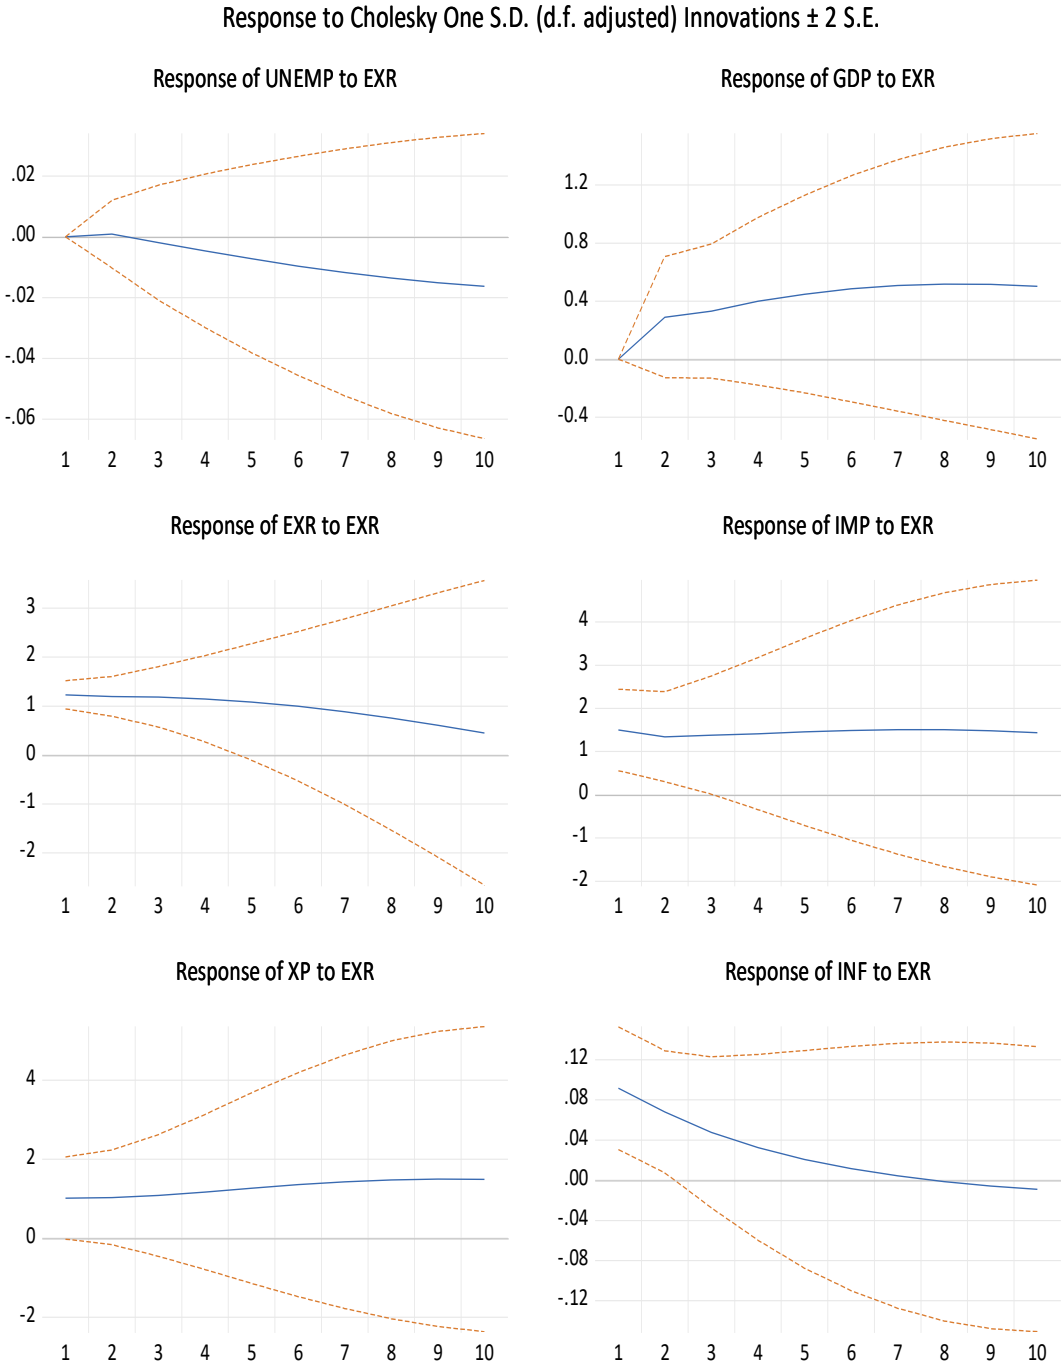 Response to Cholesky One S.D. (d.f. adjusted) Innovations ± 2 S.E.
Response of UNEMP to EXR
.02
.00
-.02
-.04
-.06
1 2 3 4 5 6 7 8 9 10
Response of GDP to EXR
1.2
0.8
0.4
0.0
-0.4
1 2 3 4 5 6 7 8 9 10
Response of EXR to EXR
3
2
1
0
-1
-2
1 2 3 4 5 6 7 8 9 10
Response of IMP to EXR
4
3
2
1
0
-1
-2
1 2 3 4 5 6 7 8 9 10
Response of XP to EXR
4
2
0
-2
1 2 3 4 5 6 7 8 9 10
Response of INF to EXR
.12
.08
.04
.00
-.04
-.08
-.12
1 2 3 4 5 6 7 8 9 10